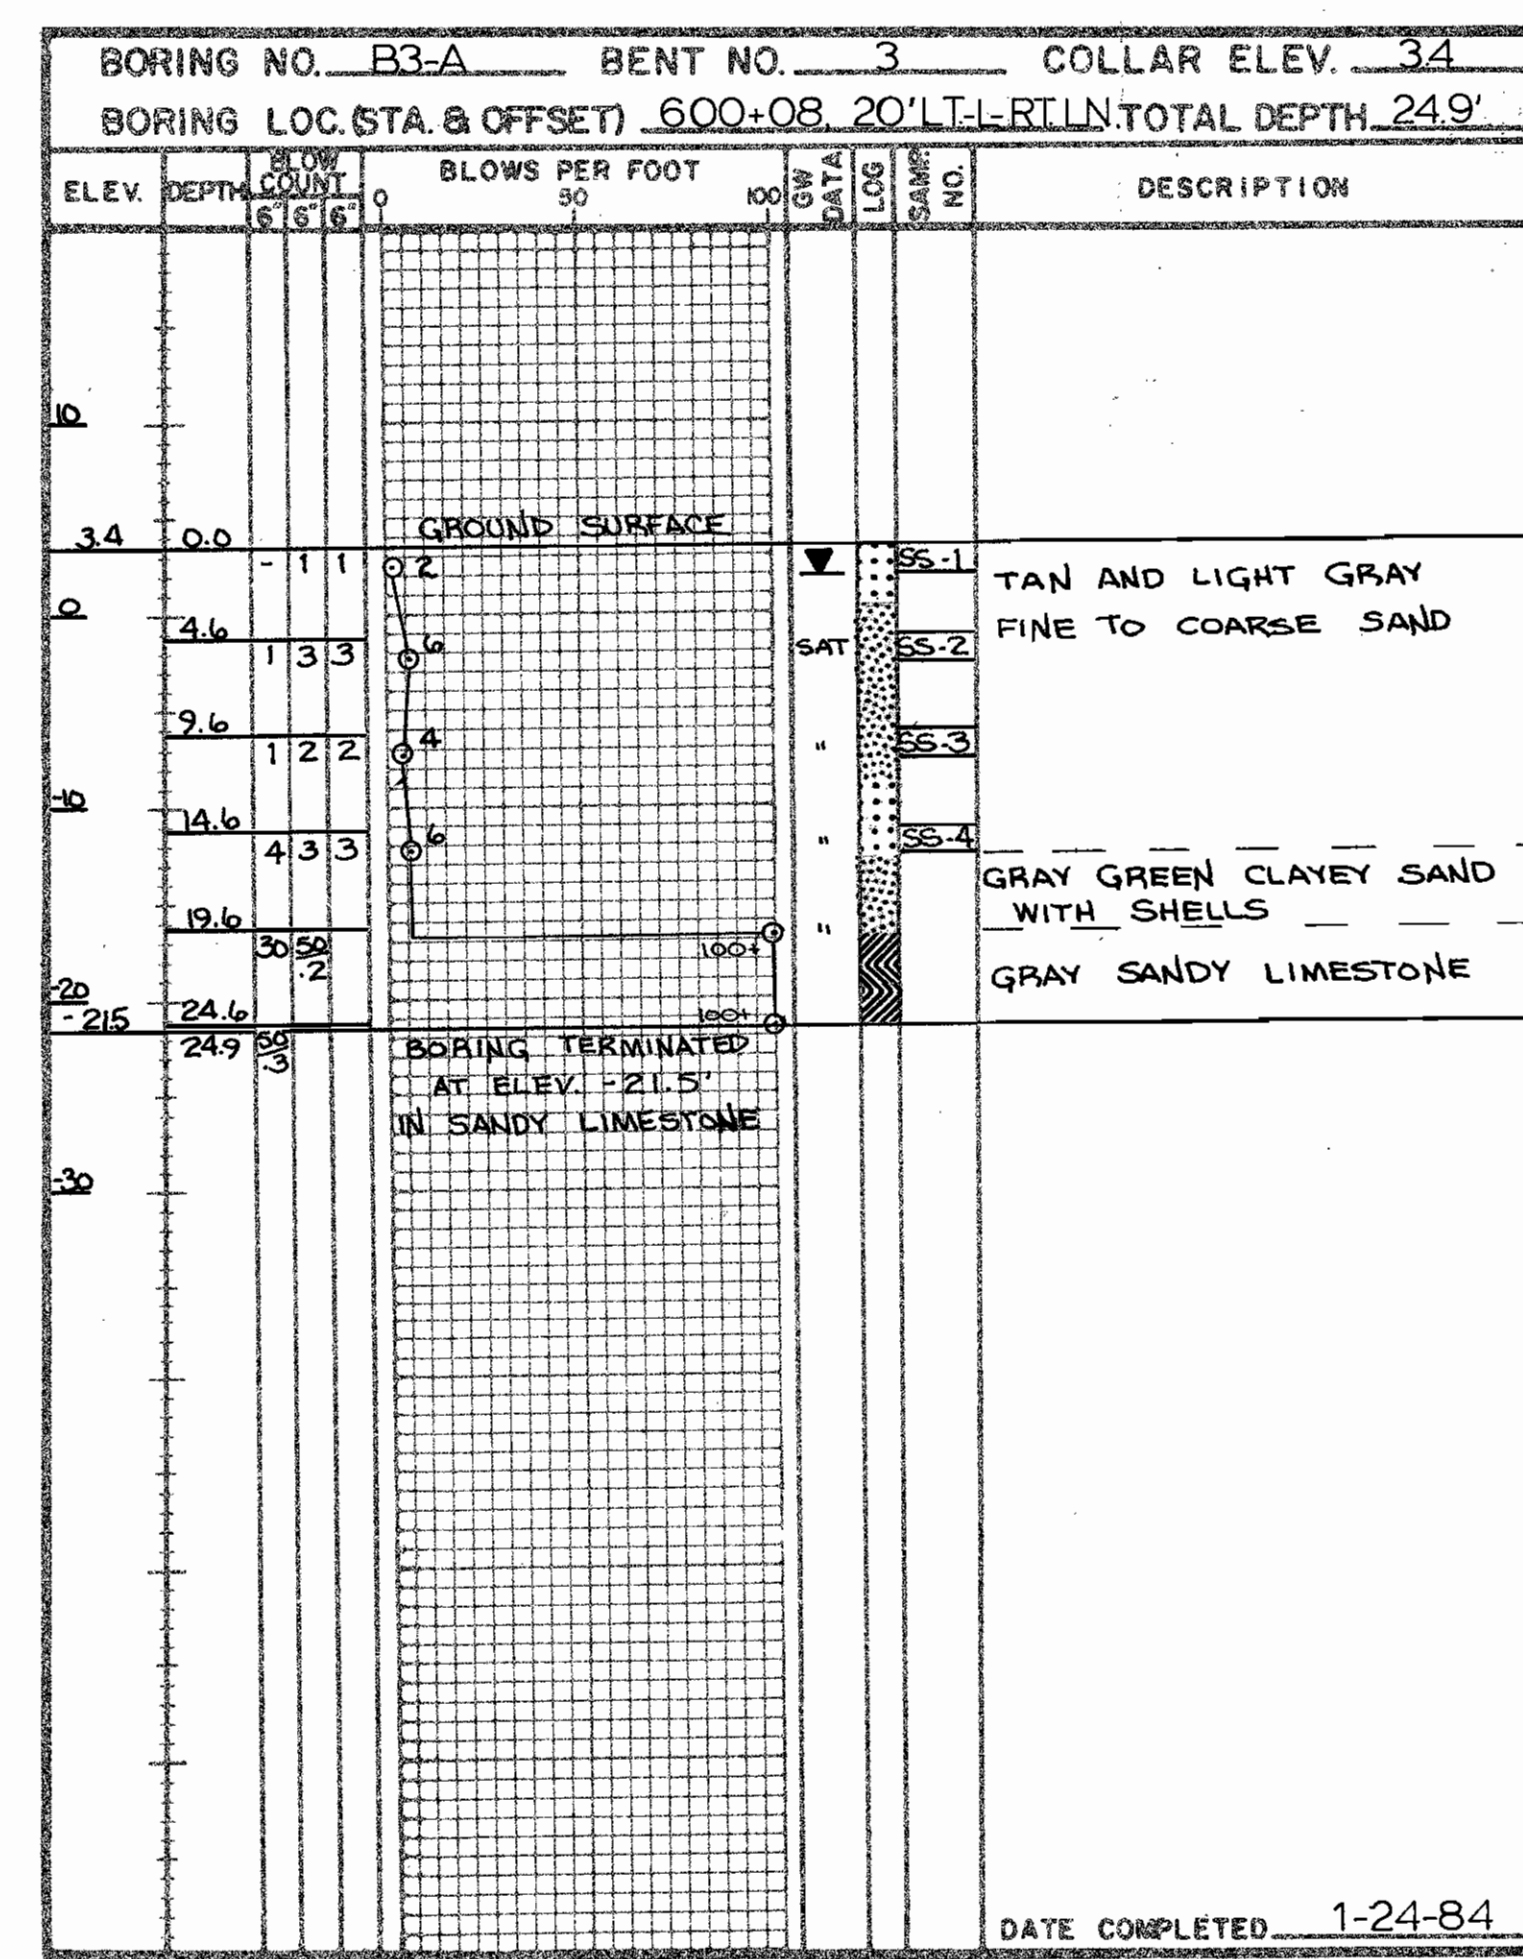 BORING NO. B3-A BENT NO. 3 COLLAR ELEV. 3.4
BORING LOC. (STA. & OFFSET) 600+08, 20' LT-L-RT.LN. TOTAL DEPTH 24.9'
ELEV. DEPTH BLOW COUNT BLOWS PER FOOT GW DATA LOG SAMP. NO. DESCRIPTION
6" 6" 6" 0 50 100
10
GROUND SURFACE
3.4 0.0
- 1 1 2 SS-1 TAN AND LIGHT GRAY
0 FINE TO COARSE SAND
4.6
1 3 3 6 SAT SS-2
9.6
1 2 2 4 " SS-3
-10
14.6
4 3 3 6 " SS-4
GRAY GREEN CLAYEY SAND
WITH SHELLS
19.6 "
30 50/.2 100+
GRAY SANDY LIMESTONE
-20
-21.5 24.6 100+
24.9 50/.3 BORING TERMINATED
AT ELEV. -21.5'
IN SANDY LIMESTONE
-30
DATE COMPLETED 1-24-84